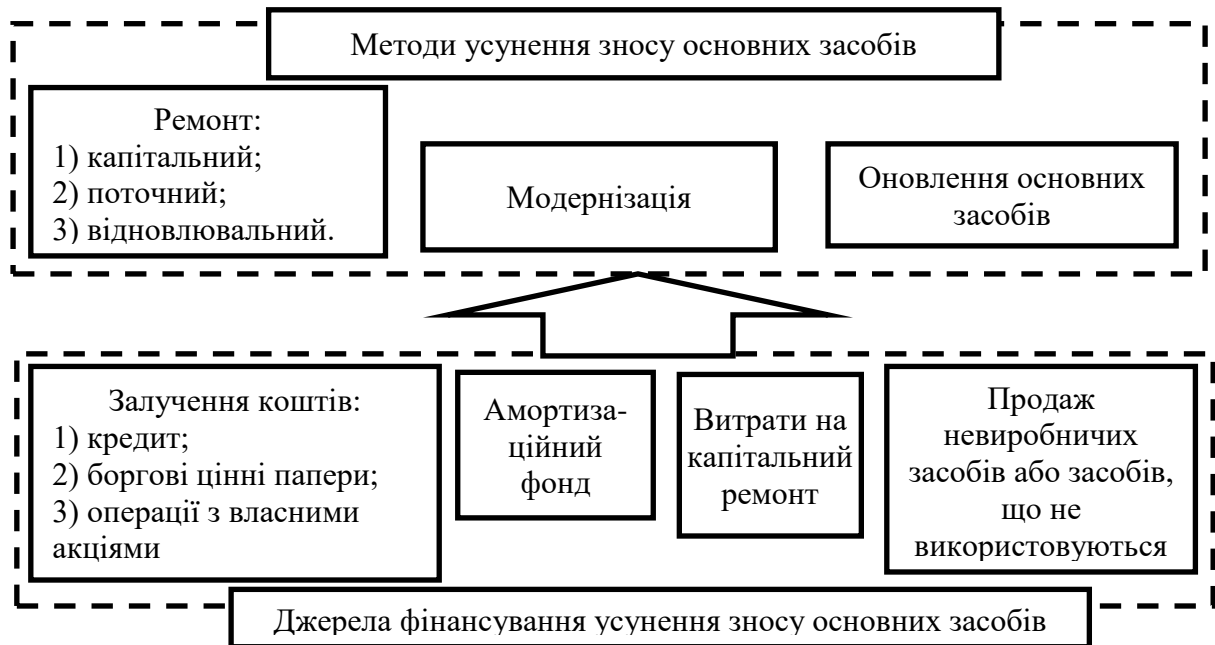 Методи усунення зносу основних засобів
Ремонт:
1) капітальний;
2) поточний;
3) відновлювальний.
Модернізація
Оновлення основних
засобів
Залучення коштів:
1) кредит;
2) боргові цінні папери;
3) операції з власними
акціями
Амортиза-
ційний
фонд
Витрати на
капітальний
ремонт
Продаж
невиробничих
засобів або засобів,
що не
використовуються
Джерела фінансування усунення зносу основних засобів